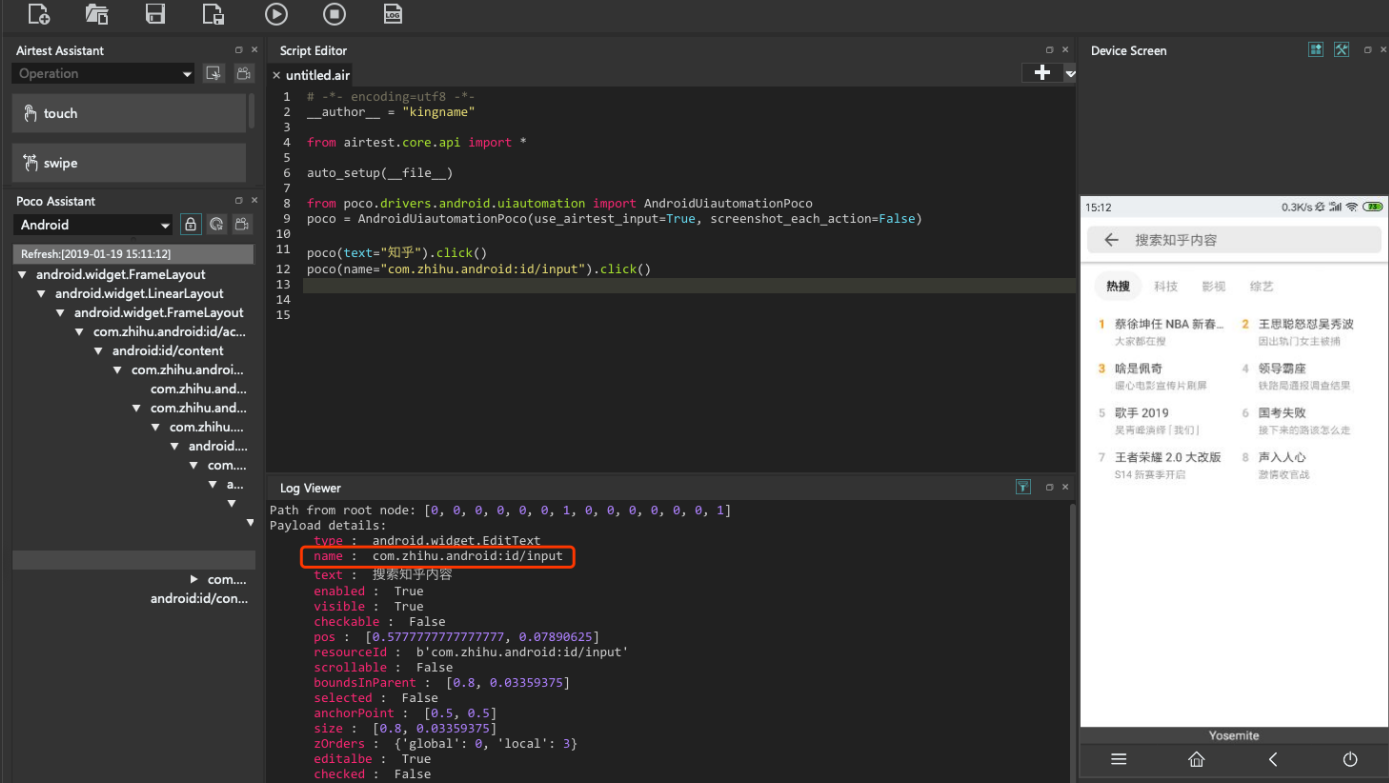 LOG
Airtest Assistant
Operation
touch
swipe
Poco Assistant
Android
Refresh:[2019-01-19 15:11:12]
android.widget.FrameLayout
android.widget.LinearLayout
android.widget.FrameLayout
com.zhihu.android:id/ac...
android:id/content
com.zhihu.androi...
com.zhihu.and...
com.zhihu.and...
com.zhihu....
android....
com....
a...
com....
android:id/con...
Script Editor
untitled.air
1 # -*- encoding=utf8 -*-
2 __author__ = "kingname"
3
4 from airtest.core.api import *
5
6 auto_setup(__file__)
7
8 from poco.drivers.android.uiautomation import AndroidUiautomationPoco
9 poco = AndroidUiautomationPoco(use_airtest_input=True, screenshot_each_action=False)
10
11 poco(text="知乎").click()
12 poco(name="com.zhihu.android:id/input").click()
13
14
15
Log Viewer
Path from root node: [0, 0, 0, 0, 0, 0, 1, 0, 0, 0, 0, 0, 0, 1]
Payload details:
type : android.widget.EditText
name : com.zhihu.android:id/input
text : 搜索知乎内容
enabled : True
visible : True
checkable : False
pos : [0.5777777777777777, 0.07890625]
resourceId : b'com.zhihu.android:id/input'
scrollable : False
boundsInParent : [0.8, 0.03359375]
selected : False
anchorPoint : [0.5, 0.5]
size : [0.8, 0.03359375]
zOrders : {'global': 0, 'local': 3}
editalbe : True
checked : False
Device Screen
15:12 0.3K/s 73
搜索知乎内容
热搜 科技 影视 综艺
1 蔡徐坤任 NBA 新春... 2 王思聪怒怼吴秀波
大家都在搜 因出轨门女主被捕
3 啥是佩奇 4 领导霸座
暖心电影宣传片刷屏 铁路局通报调查结果
5 歌手 2019 6 国考失败
吴青峰演绎「我们」 接下来的路该怎么走
7 王者荣耀 2.0 大改版 8 声入人心
S14 新赛季开启 激情收官战
Yosemite